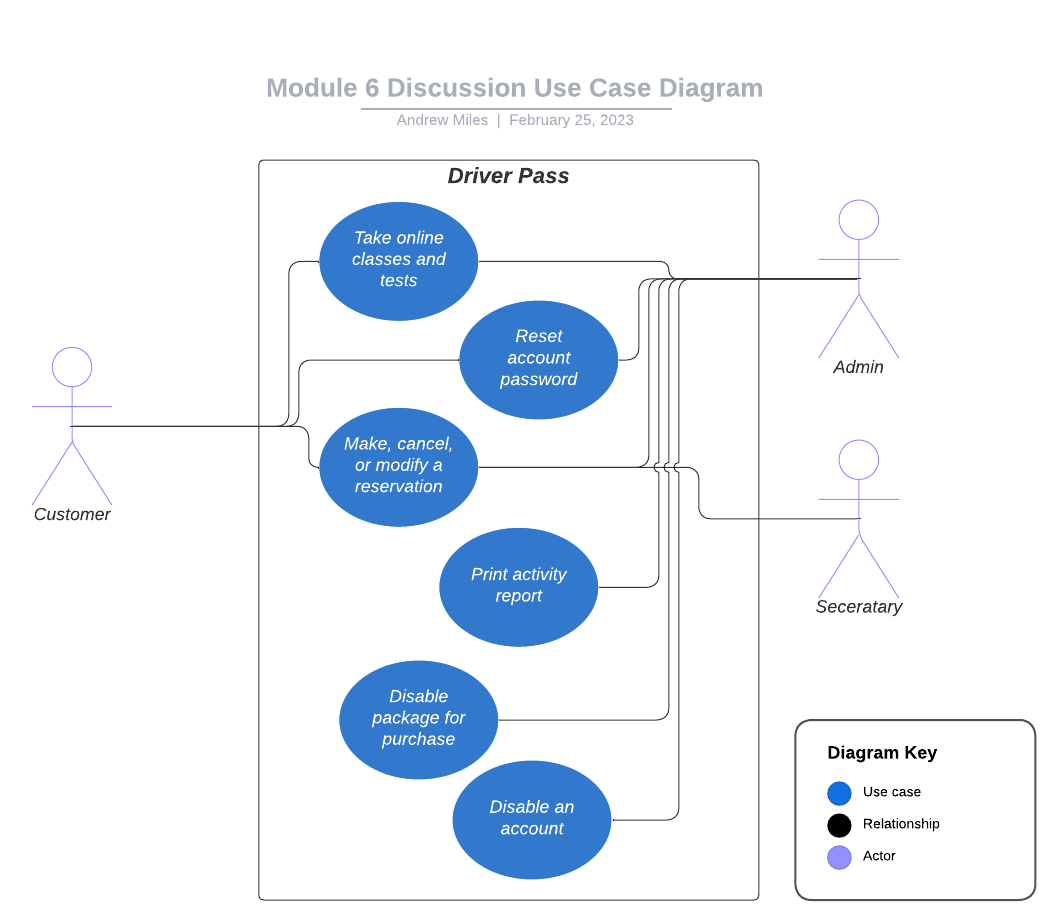 Module 6 Discussion Use Case Diagram
Andrew Miles | February 25, 2023
Driver Pass
Take online
classes and
tests
Reset
account
password
Make, cancel,
or modify a
reservation
Print activity
report
Disable
package for
purchase
Disable an
account
Customer
Admin
Seceratary
Diagram Key
Use case
Relationship
Actor